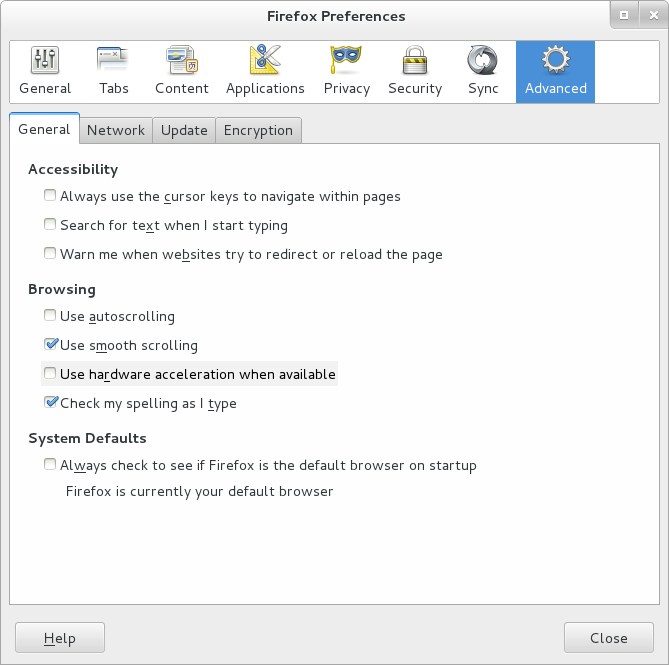 Firefox Preferences
General Tabs Content Applications Privacy Security Sync Advanced
General Network Update Encryption
Accessibility
Always use the cursor keys to navigate within pages
Search for text when I start typing
Warn me when websites try to redirect or reload the page
Browsing
Use autoscrolling
Use smooth scrolling
Use hardware acceleration when available
Check my spelling as I type
System Defaults
Always check to see if Firefox is the default browser on startup
Firefox is currently your default browser
Help Close